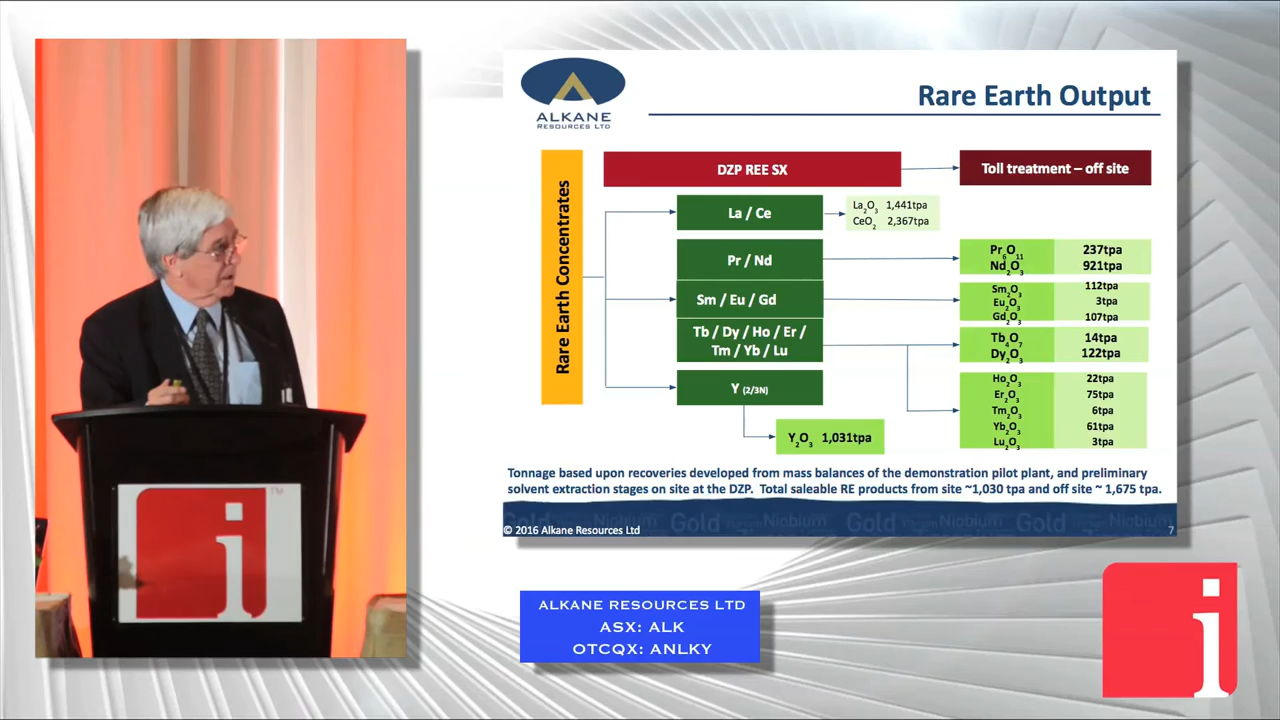 ALKANE
RESOURCES LTD
Rare Earth Output
Rare Earth Concentrates
DZP REE SX
Toll treatment – off site
La / Ce
La₂O₃ 1,441tpa
CeO₂ 2,367tpa
Pr / Nd
Pr₆O₁₁ 237tpa
Nd₂O₃ 921tpa
Sm / Eu / Gd
Sm₂O₃ 112tpa
Eu₂O₃ 3tpa
Gd₂O₃ 107tpa
Tb / Dy / Ho / Er /
Tm / Yb / Lu
Tb₄O₇ 14tpa
Dy₂O₃ 122tpa
Ho₂O₃ 22tpa
Er₂O₃ 75tpa
Tm₂O₃ 6tpa
Yb₂O₃ 61tpa
Lu₂O₃ 3tpa
Y (2/3N)
Y₂O₃ 1,031tpa
Tonnage based upon recoveries developed from mass balances of the demonstration pilot plant, and preliminary
solvent extraction stages on site at the DZP. Total saleable RE products from site ~1,030 tpa and off site ~ 1,675 tpa.
Gold Niobium Gold Niobium Gold
© 2016 Alkane Resources Ltd
7
i
TM
ALKANE RESOURCES LTD
ASX: ALK
OTCQX: ANLKY
i